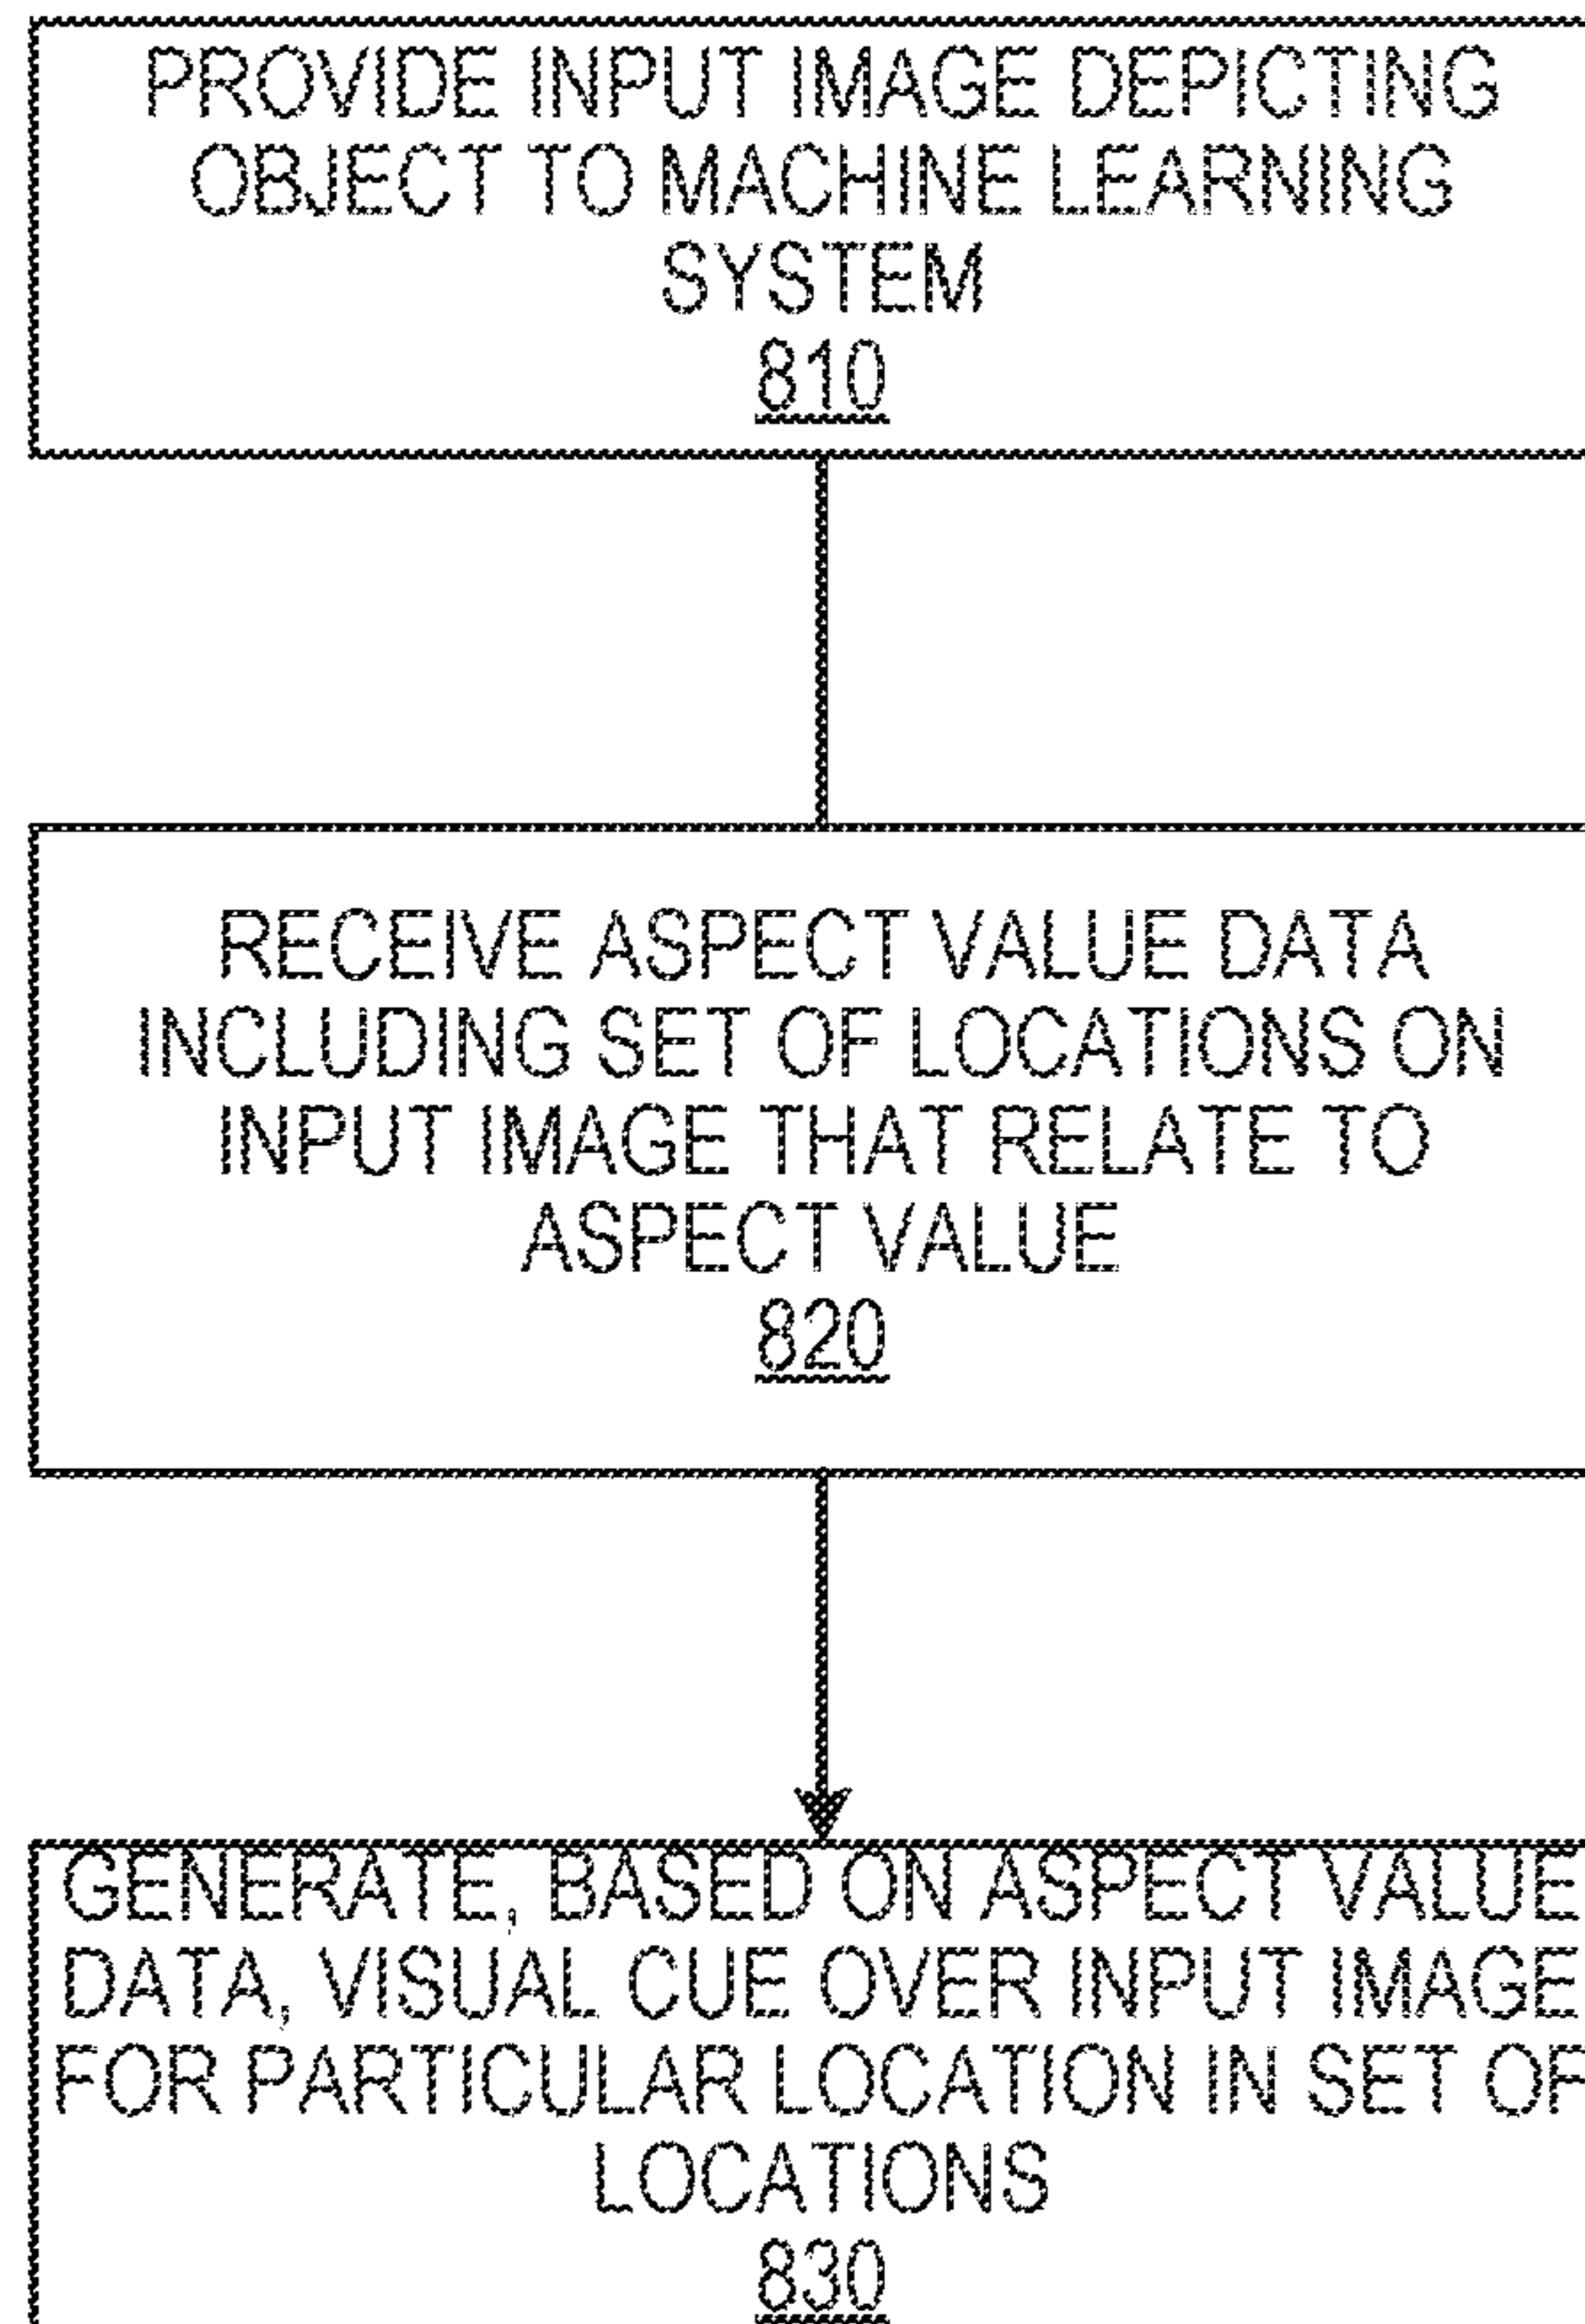 PROVIDE INPUT IMAGE DEPICTING
OBJECT TO MACHINE LEARNING
SYSTEM
810
RECEIVE ASPECT VALUE DATA
INCLUDING SET OF LOCATIONS ON
INPUT IMAGE THAT RELATE TO
ASPECT VALUE
820
GENERATE, BASED ON ASPECT VALUE
DATA, VISUAL CUE OVER INPUT IMAGE
FOR PARTICULAR LOCATION IN SET OF
LOCATIONS
830